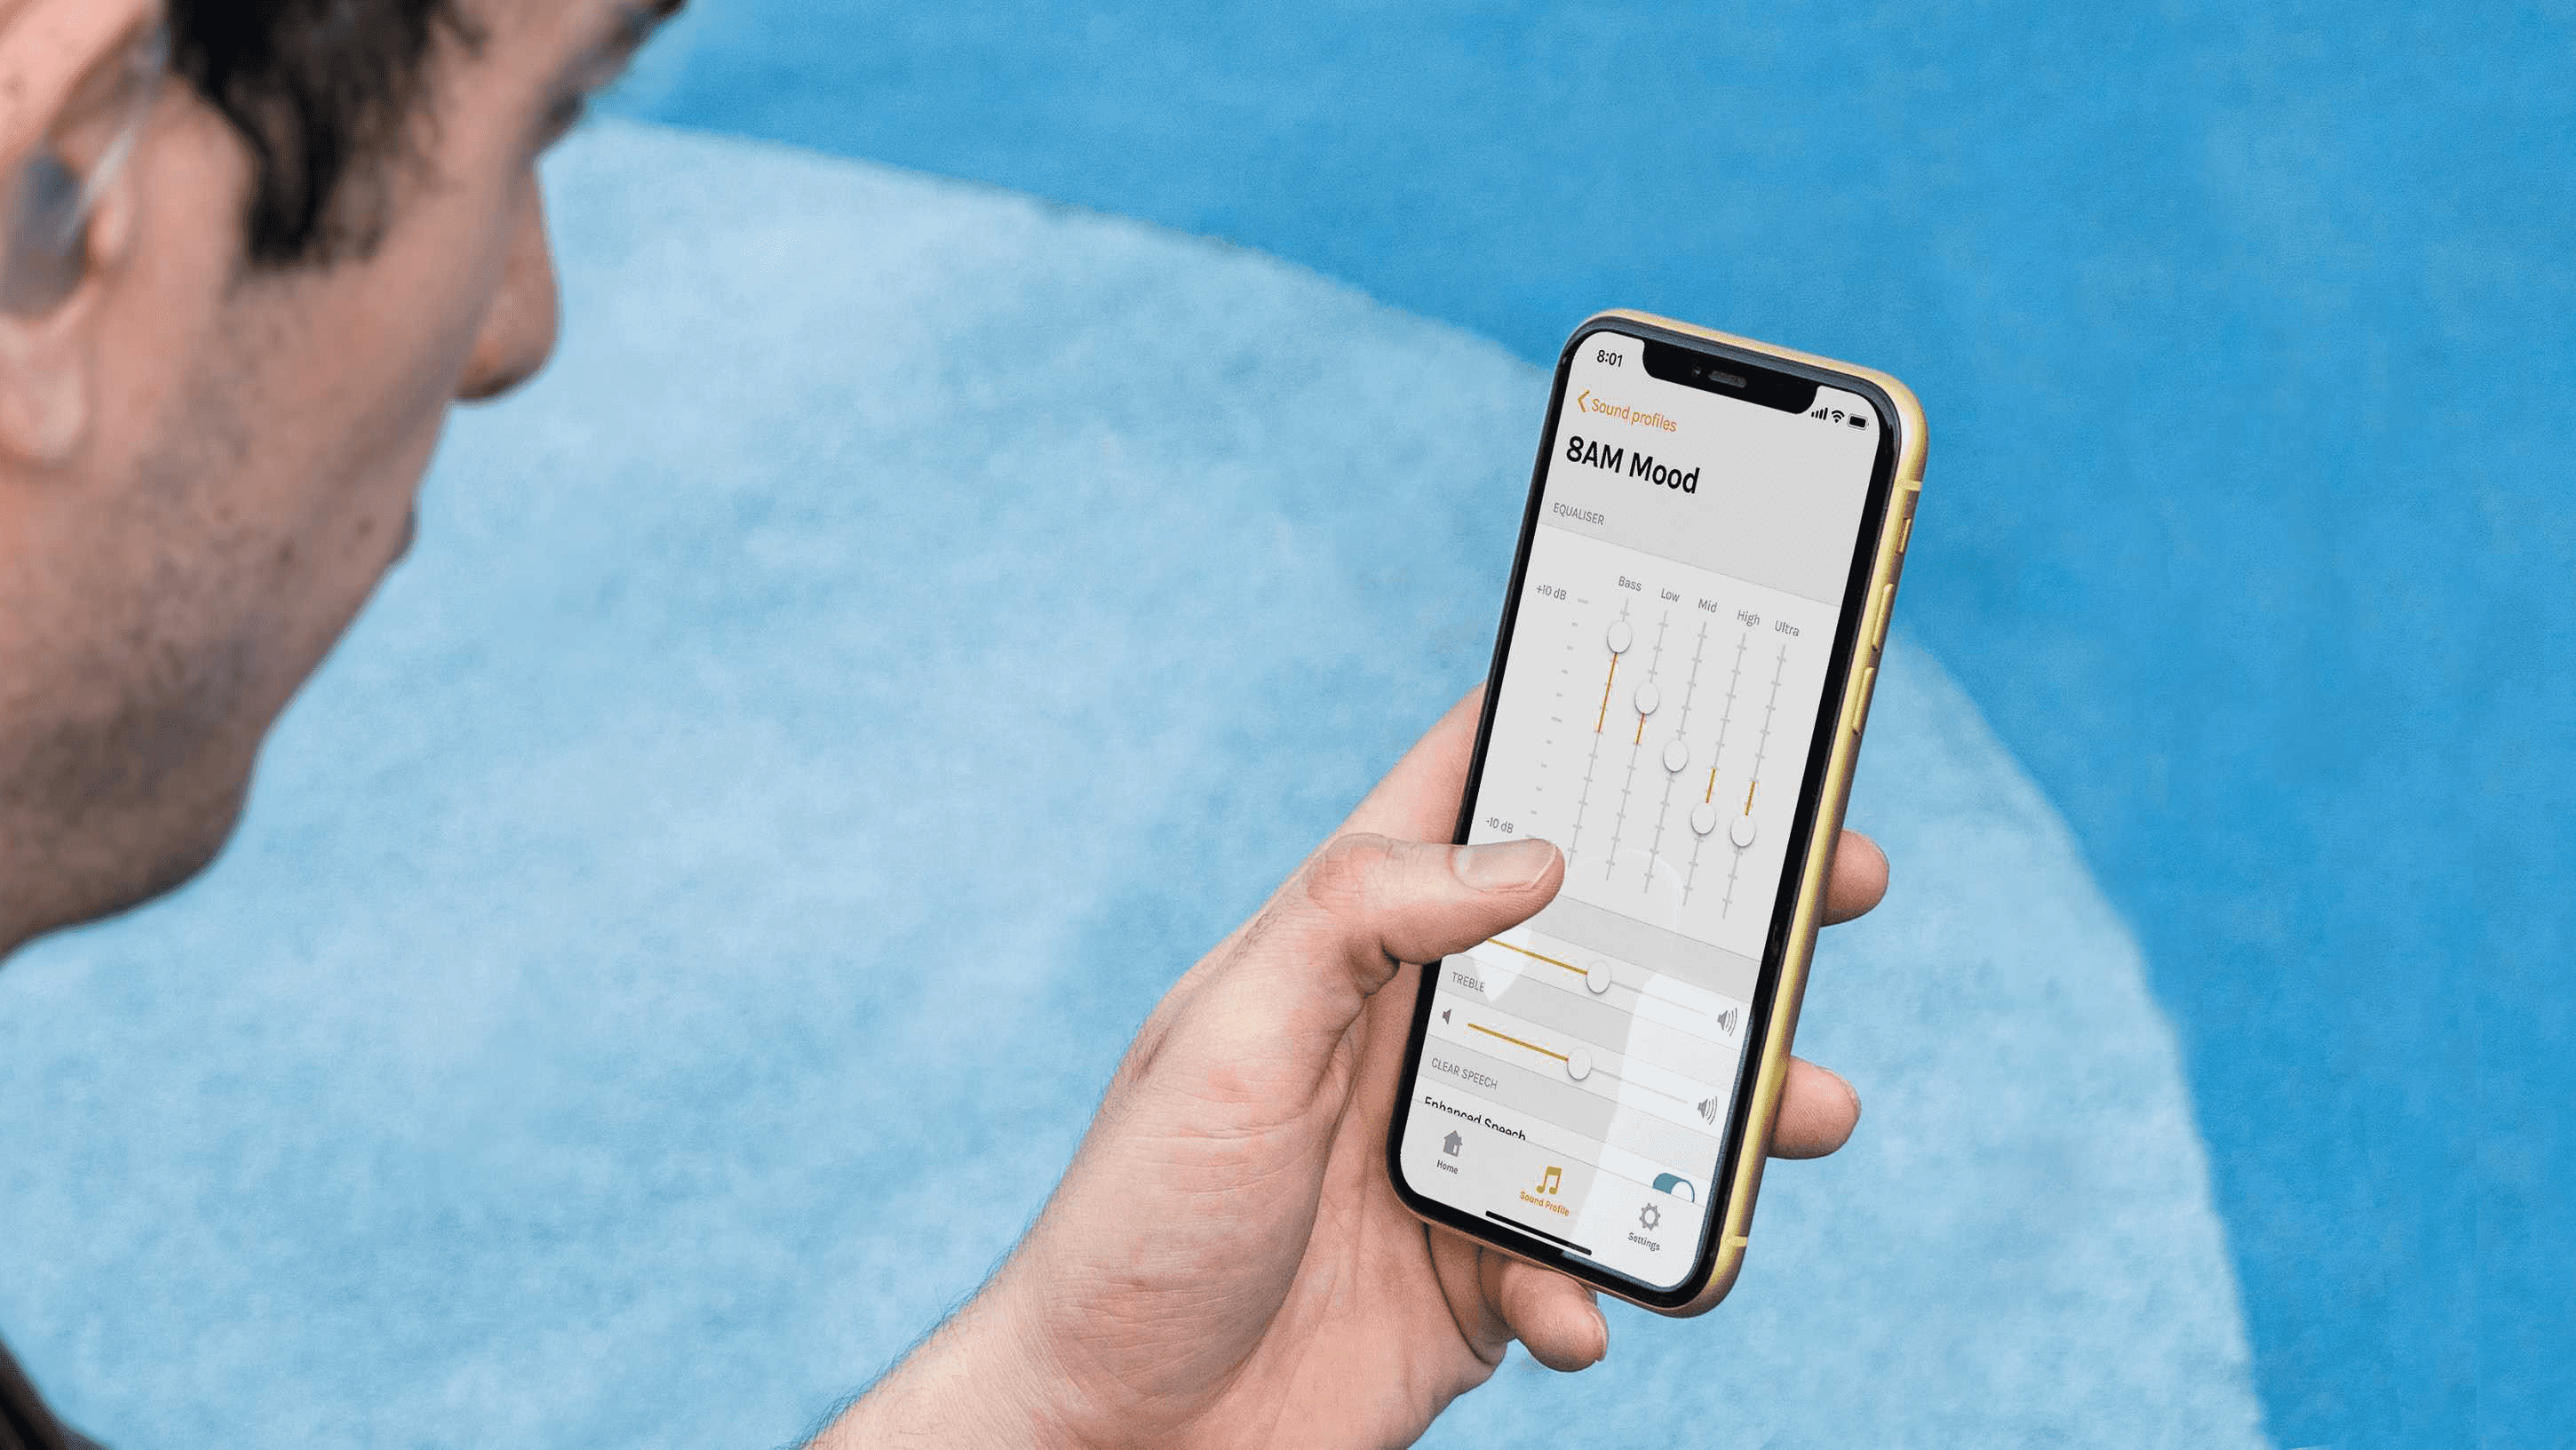 8:01
Sound profiles
8AM Mood
EQUALISER
Bass Low Mid High Ultra
+10 dB
-10 dB
TREBLE
CLEAR SPEECH
Enhanced Speech
Home
Sound Profile
Settings